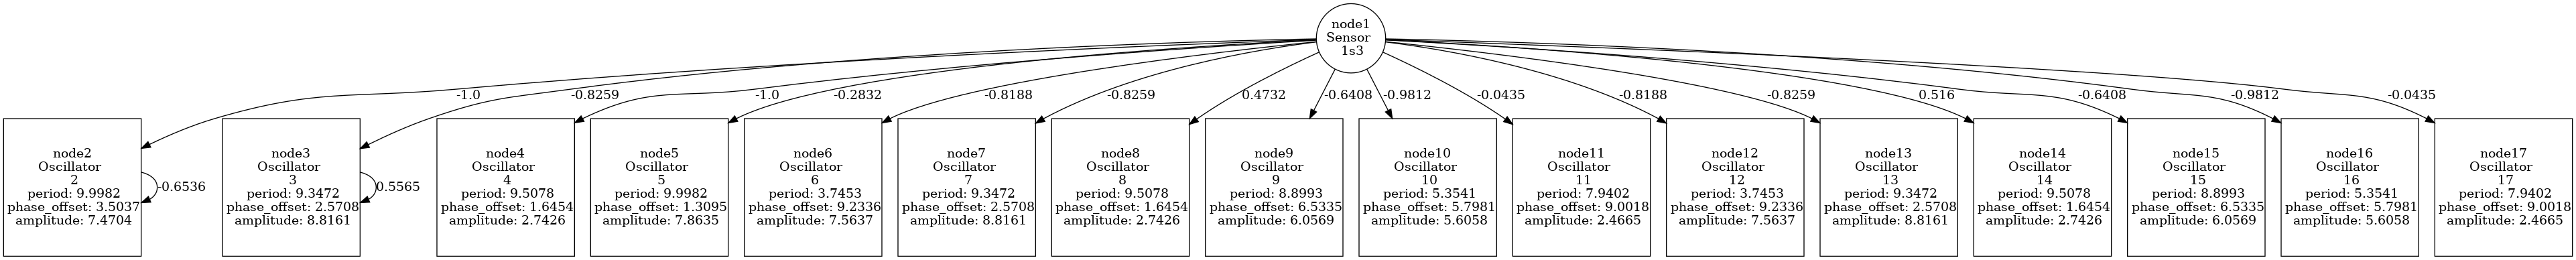 node1
Sensor
1s3
-1.0
-0.8259
-1.0
-0.2832
-0.8188
-0.8259
0.4732
-0.6408
-0.9812
-0.0435
-0.8188
-0.8259
0.516
-0.6408
-0.9812
-0.0435
node2
Oscillator
2
period: 9.9982
phase_offset: 3.5037
amplitude: 7.4704
-0.6536
node3
Oscillator
3
period: 9.3472
phase_offset: 2.5708
amplitude: 8.8161
0.5565
node4
Oscillator
4
period: 9.5078
phase_offset: 1.6454
amplitude: 2.7426
node5
Oscillator
5
period: 9.9982
phase_offset: 1.3095
amplitude: 7.8635
node6
Oscillator
6
period: 3.7453
phase_offset: 9.2336
amplitude: 7.5637
node7
Oscillator
7
period: 9.3472
phase_offset: 2.5708
amplitude: 8.8161
node8
Oscillator
8
period: 9.5078
phase_offset: 1.6454
amplitude: 2.7426
node9
Oscillator
9
period: 8.8993
phase_offset: 6.5335
amplitude: 6.0569
node10
Oscillator
10
period: 5.3541
phase_offset: 5.7981
amplitude: 5.6058
node11
Oscillator
11
period: 7.9402
phase_offset: 9.0018
amplitude: 2.4665
node12
Oscillator
12
period: 3.7453
phase_offset: 9.2336
amplitude: 7.5637
node13
Oscillator
13
period: 9.3472
phase_offset: 2.5708
amplitude: 8.8161
node14
Oscillator
14
period: 9.5078
phase_offset: 1.6454
amplitude: 2.7426
node15
Oscillator
15
period: 8.8993
phase_offset: 6.5335
amplitude: 6.0569
node16
Oscillator
16
period: 5.3541
phase_offset: 5.7981
amplitude: 5.6058
node17
Oscillator
17
period: 7.9402
phase_offset: 9.0018
amplitude: 2.4665